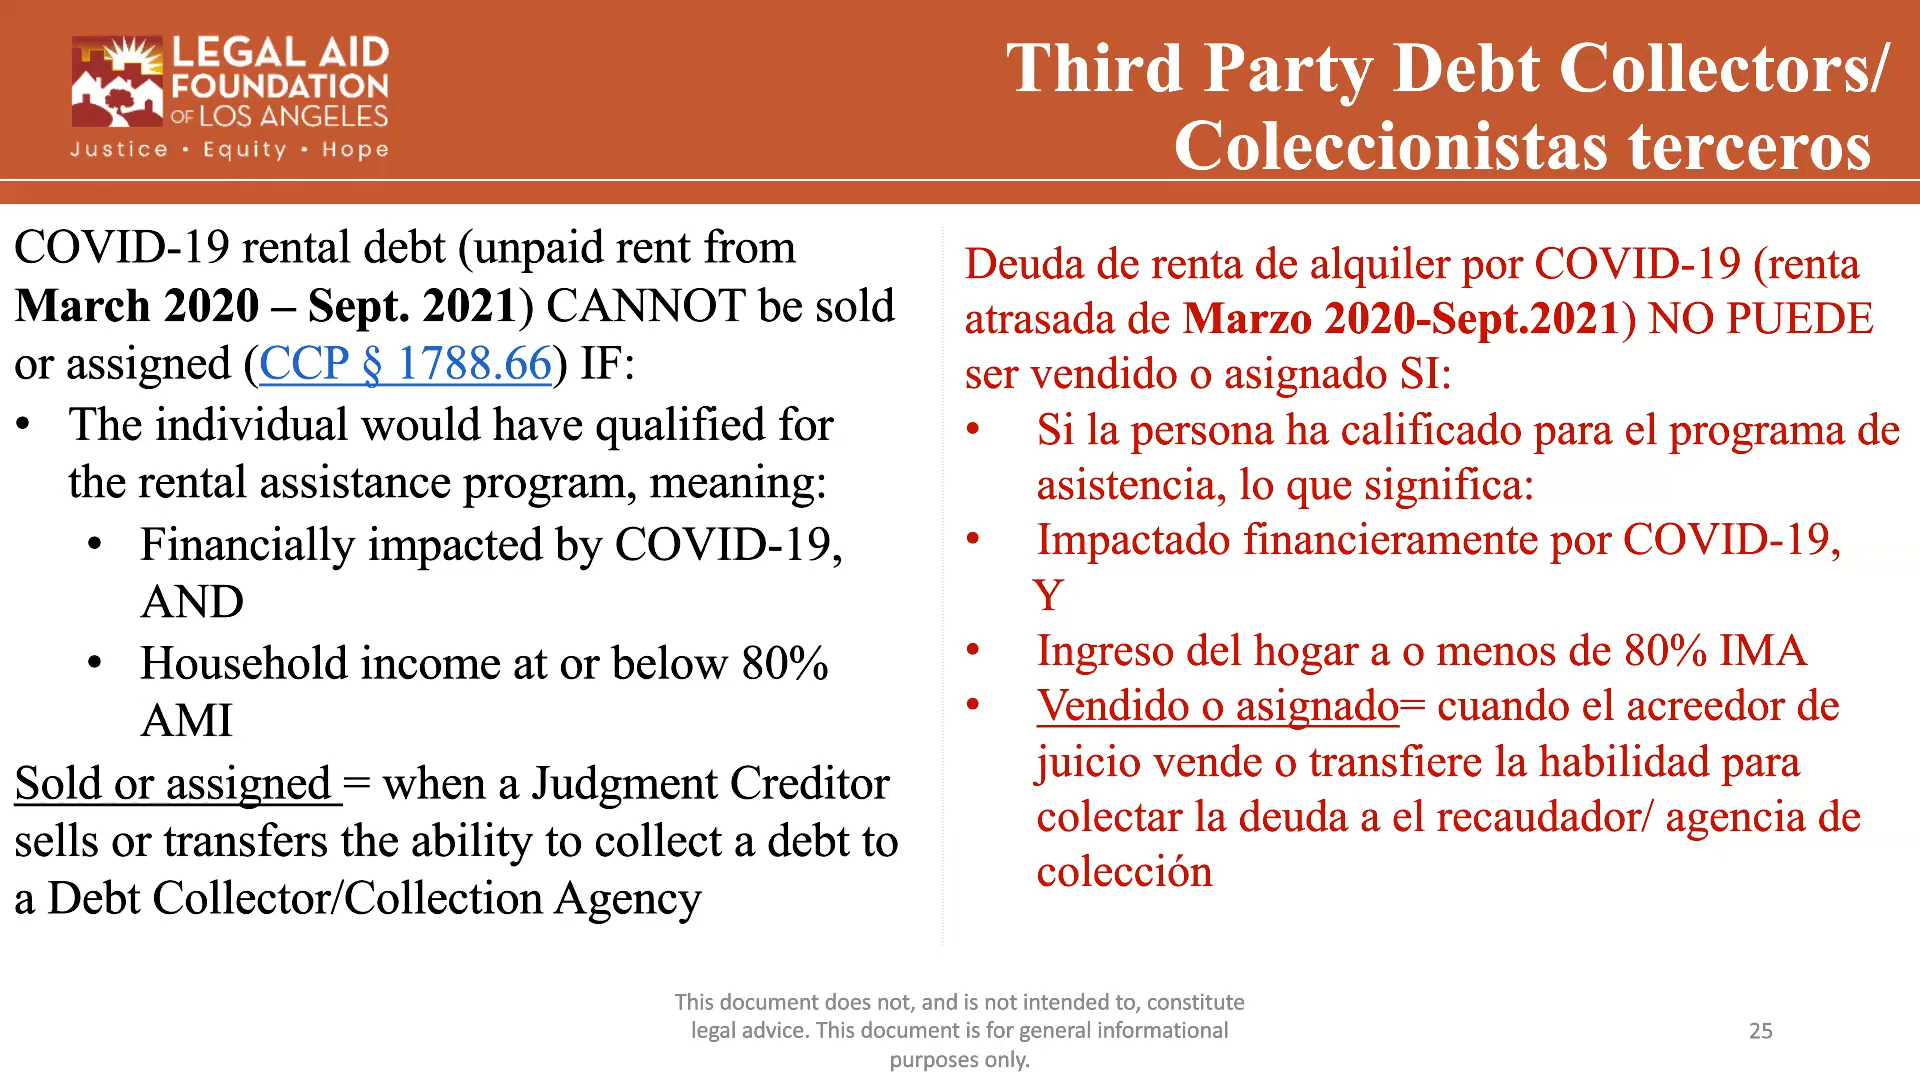 LEGAL AID
FOUNDATION
OF LOS ANGELES
Justice • Equity • Hope
Third Party Debt Collectors/
Coleccionistas terceros
COVID-19 rental debt (unpaid rent from
March 2020 – Sept. 2021) CANNOT be sold
or assigned (CCP § 1788.66) IF:
• The individual would have qualified for
the rental assistance program, meaning:
• Financially impacted by COVID-19,
AND
• Household income at or below 80%
AMI
Sold or assigned = when a Judgment Creditor
sells or transfers the ability to collect a debt to
a Debt Collector/Collection Agency
Deuda de renta de alquiler por COVID-19 (renta
atrasada de Marzo 2020-Sept.2021) NO PUEDE
ser vendido o asignado SI:
• Si la persona ha calificado para el programa de
asistencia, lo que significa:
• Impactado financieramente por COVID-19,
Y
• Ingreso del hogar a o menos de 80% IMA
• Vendido o asignado= cuando el acreedor de
juicio vende o transfiere la habilidad para
colectar la deuda a el recaudador/ agencia de
colección
This document does not, and is not intended to, constitute
legal advice. This document is for general informational
purposes only.
25